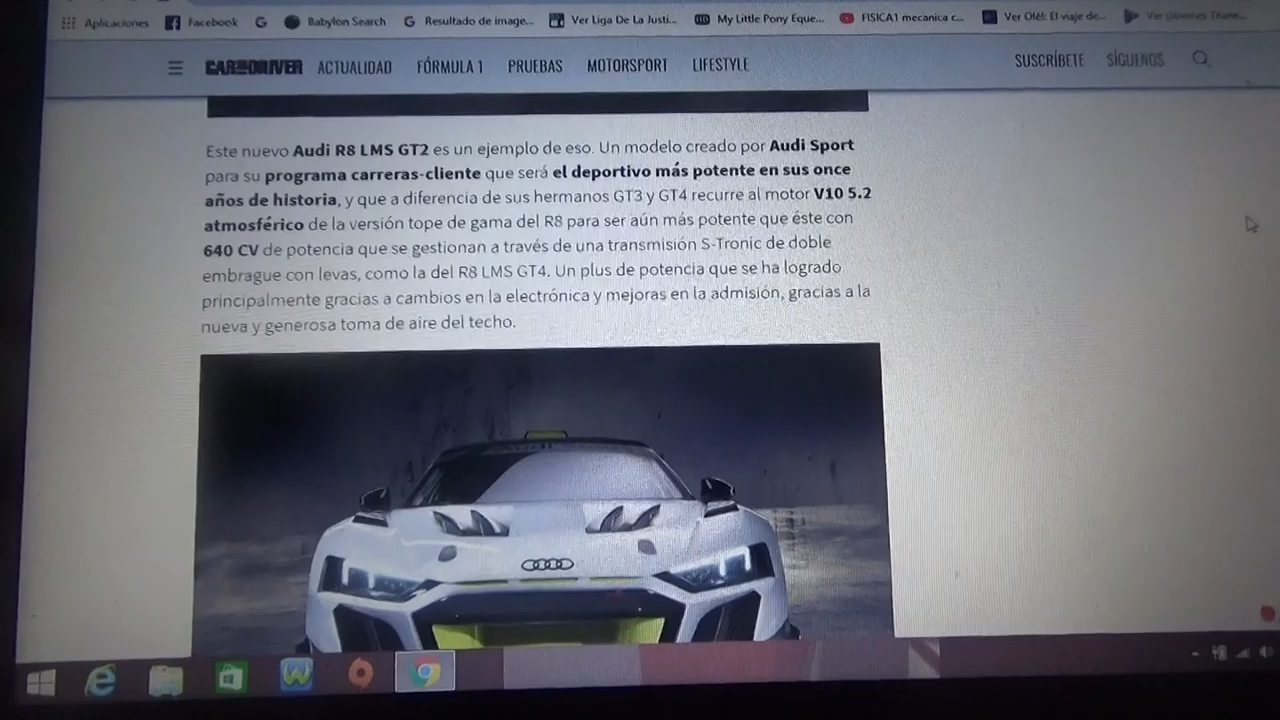 Aplicaciones Facebook Babylon Search Resultado de image... Ver Liga De La Justi... My Little Pony Eque... FISICA1 mecanica c... Ver Olé!: El viaje de...
CAR AND DRIVER ACTUALIDAD FÓRMULA 1 PRUEBAS MOTORSPORT LIFESTYLE SUSCRÍBETE SÍGUENOS
Este nuevo Audi R8 LMS GT2 es un ejemplo de eso. Un modelo creado por Audi Sport
para su programa carreras-cliente que será el deportivo más potente en sus once
años de historia, y que a diferencia de sus hermanos GT3 y GT4 recurre al motor V10 5.2
atmosférico de la versión tope de gama del R8 para ser aún más potente que éste con
640 CV de potencia que se gestionan a través de una transmisión S-Tronic de doble
embrague con levas, como la del R8 LMS GT4. Un plus de potencia que se ha logrado
principalmente gracias a cambios en la electrónica y mejoras en la admisión, gracias a la
nueva y generosa toma de aire del techo.